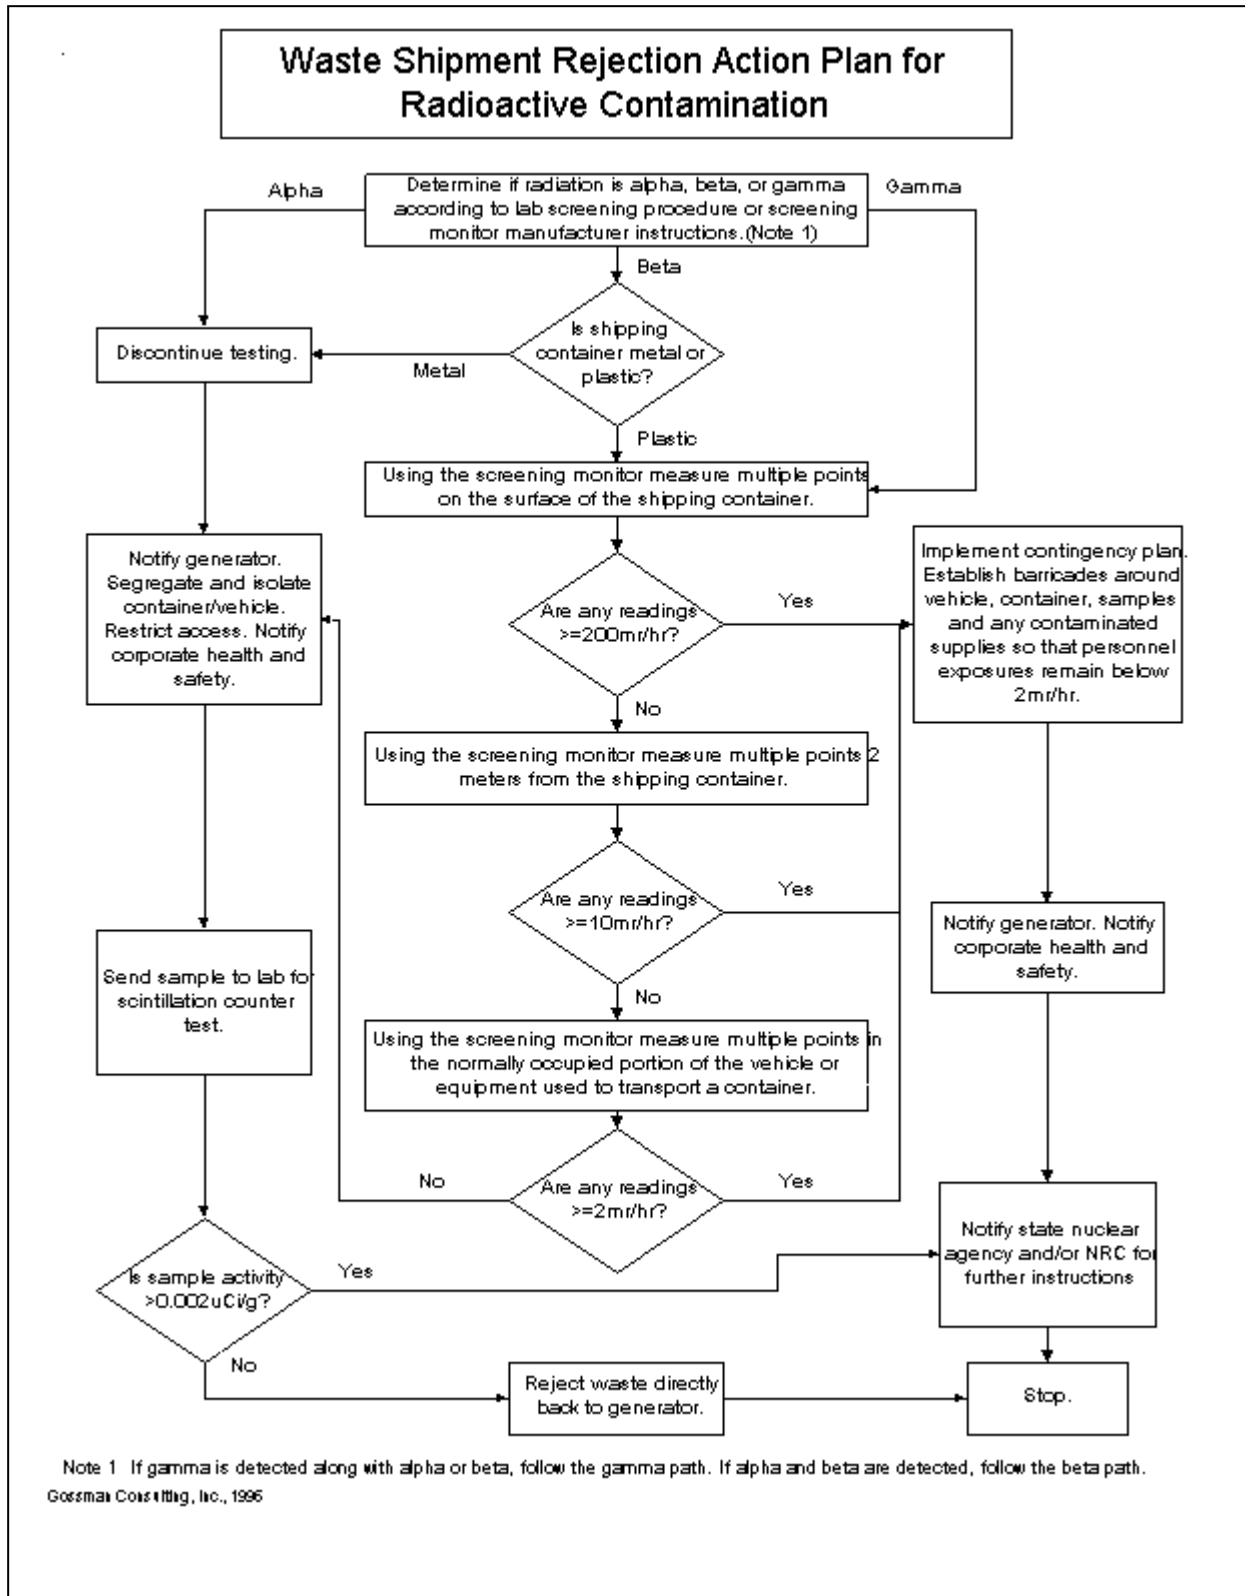 Waste Shipment Rejection Action Plan for
Radioactive Contamination
Alpha
Determine if radiation is alpha, beta, or gamma
according to lab screening procedure or screening
monitor manufacturer instructions.(Note 1)
Gamma
Beta
Is shipping
container metal or
plastic?
Discontinue testing.
Metal
Plastic
Using the screening monitor measure multiple points
on the surface of the shipping container.
Notify generator.
Segregate and isolate
container/vehicle.
Restrict access. Notify
corporate health and
safety.
Are any readings
>=200mr/hr?
Yes
Implement contingency plan.
Establish barricades around
vehicle, container, samples
and any contaminated
supplies so that personnel
exposures remain below
2mr/hr.
No
Using the screening monitor measure multiple points 2
meters from the shipping container.
Are any readings
>=10mr/hr?
Yes
Notify generator. Notify
corporate health and
safety.
Send sample to lab for
scintillation counter
test.
No
Using the screening monitor measure multiple points in
the normally occupied portion of the vehicle or
equipment used to transport a container.
No
Are any readings
>=2mr/hr?
Yes
Notify state nuclear
agency and/or NRC for
further instructions
Is sample activity
>0.002uCi/g?
Yes
No
Reject waste directly
back to generator.
Stop.
Note 1 If gamma is detected along with alpha or beta, follow the gamma path. If alpha and beta are detected, follow the beta path.
Gossman Consulting, Inc., 1996